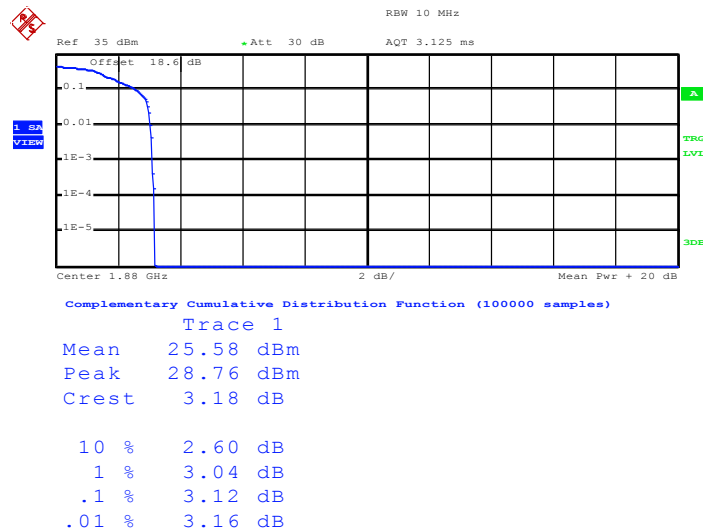 R/S
RBW 10 MHz
Ref 35 dBm
*Att 30 dB
AQT 3.125 ms
Offset 18.6 dB
0.1
A
0.01
1 SA
VIEW
TRG
1E-3
LVL
1E-4
1E-5
3DB
Center 1.88 GHz
2 dB/
Mean Pwr + 20 dB
Complementary Cumulative Distribution Function (100000 samples)
Trace 1
Mean 25.58 dBm
Peak 28.76 dBm
Crest 3.18 dB
10 % 2.60 dB
1 % 3.04 dB
.1 % 3.12 dB
.01 % 3.16 dB